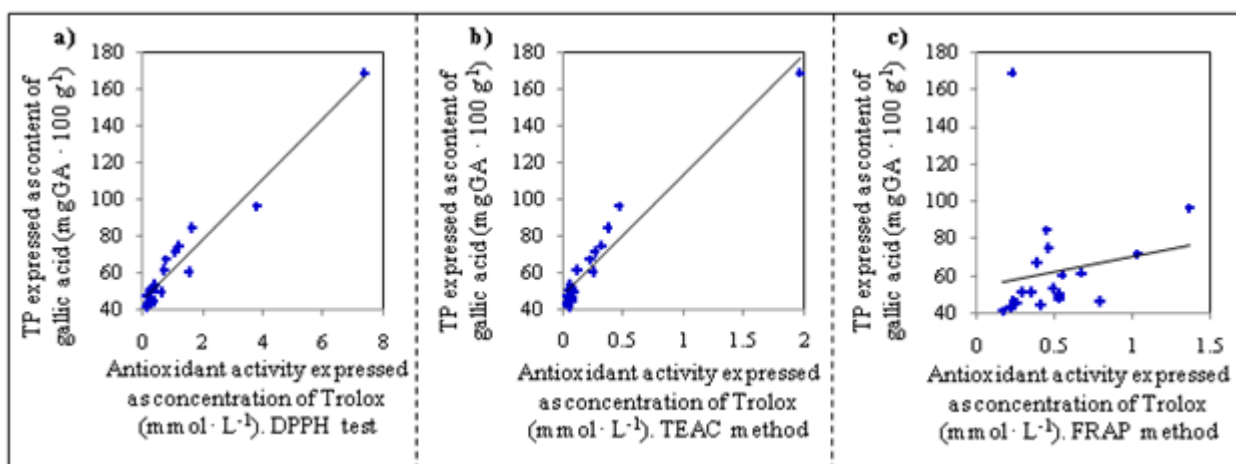 a)
TP expressed as content of
gallic acid (mgGA · 100 g¹)
180
160
140
120
100
80
60
40
0
2
4
6
8
Antioxidant activity expressed
as concentration of Trolox
(mmol· L⁻¹). DPPH test
b)
TP expressed as content of
gallic acid (mgGA · 100 g¹)
180
160
140
120
100
80
60
40
0
0.5
1
1.5
2
Antioxidant activity expressed
as concentration of Trolox
(mmol· L⁻¹). TEAC method
c)
TP expressed as content of
gallic acid (mgGA · 100 g¹)
180
160
140
120
100
80
60
40
0
0.5
1
1.5
Antioxidant activity expressed
as concentration of Trolox
(mmol· L⁻¹). FRAP method